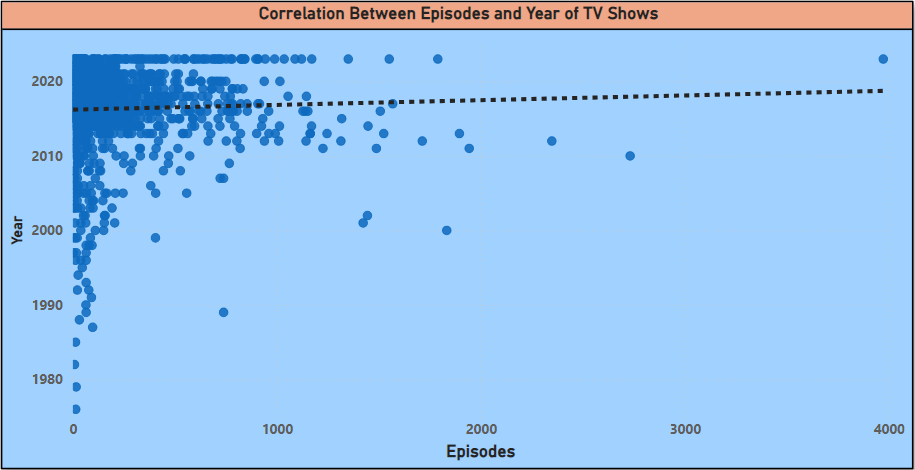 Correlation Between Episodes and Year of TV Shows
2020
2010
2000
1990
1980
Year
0 1000 2000 3000 4000
Episodes